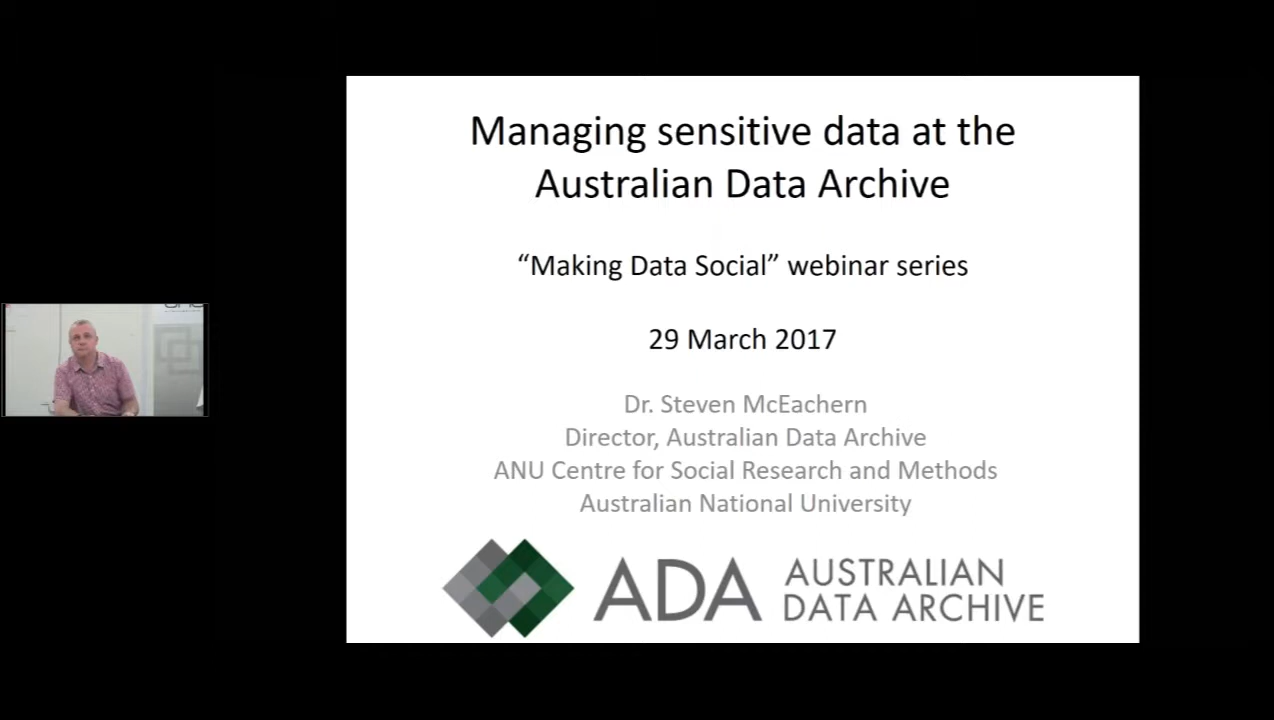 Managing sensitive data at the
Australian Data Archive
“Making Data Social” webinar series
29 March 2017
Dr. Steven McEachern
Director, Australian Data Archive
ANU Centre for Social Research and Methods
Australian National University
ADA AUSTRALIAN
DATA ARCHIVE